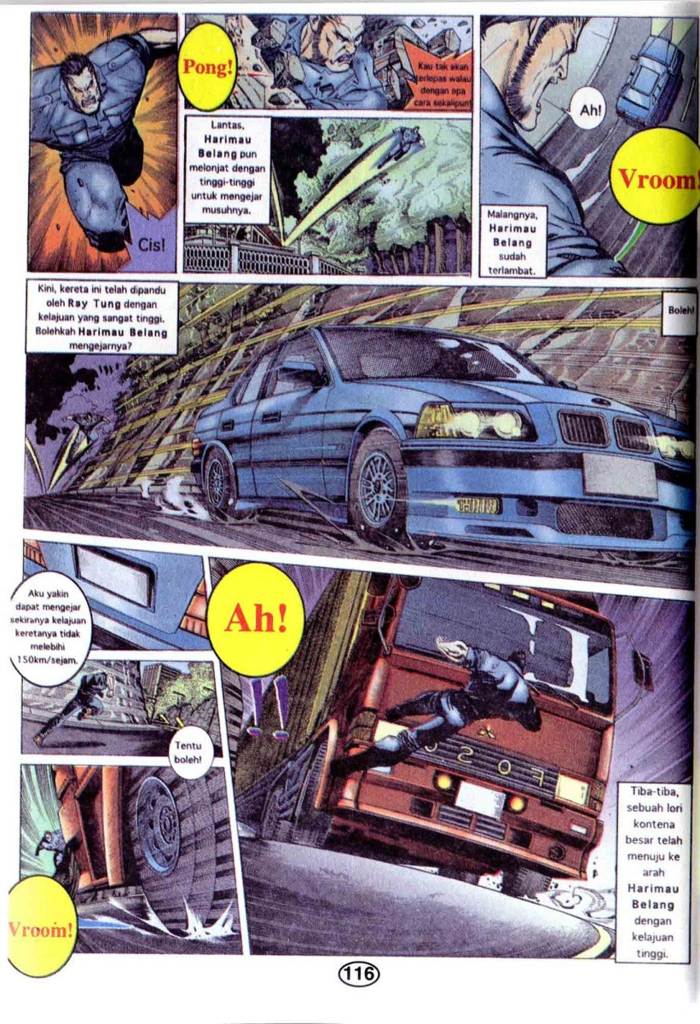 Cis!
Pong!
Kau tak akan
terlepas walau
dengan apa
cara sekalipun!
Lantas,
Harimau
Belang pun
melonjat dengan
tinggi-tinggi
untuk mengejar
musuhnya.
Ah!
Vroom!
Malangnya,
Harimau
Belang
sudah
terlambat.
Kini, kereta ini telah dipandu
oleh Ray Tung dengan
kelajuan yang sangat tinggi.
Bolehkah Harimau Belang
mengejarnya?
Boleh!
Aku yakin
dapat mengejar
sekiranya kelajuan
keretanya tidak
melebihi
150km/sejam.
Tentu
boleh!
Vroom!
Ah!
!!
FUSO
Tiba-tiba,
sebuah lori
kontena
besar telah
menuju ke
arah
Harimau
Belang
dengan
kelajuan
tinggi.
116